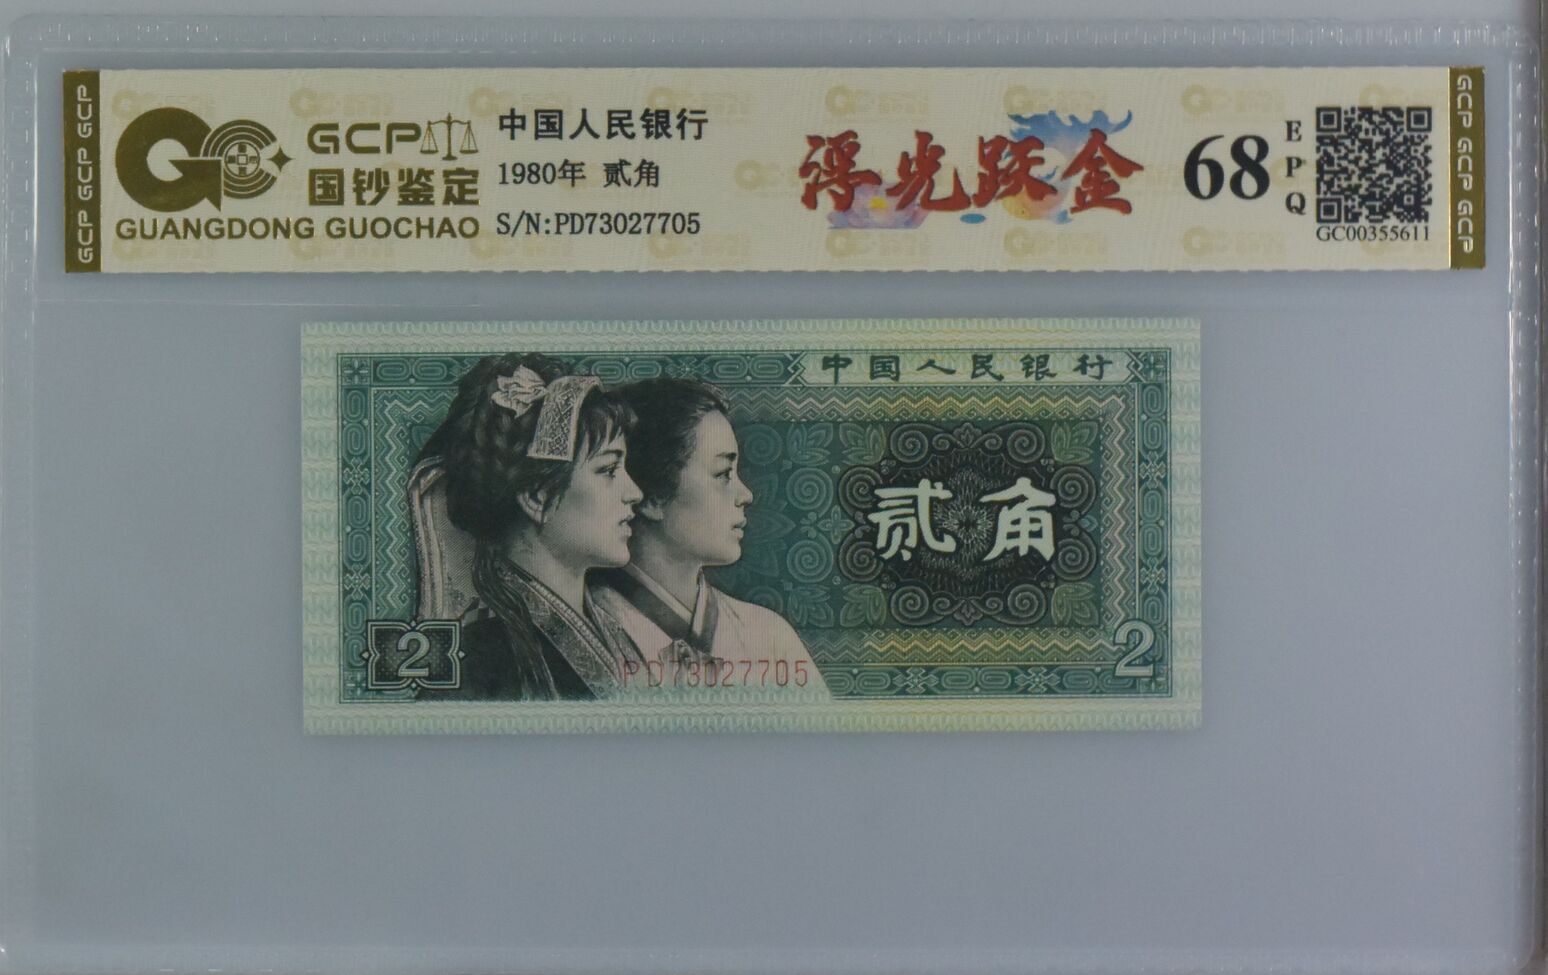 GCP GCP GCP
GCP
国钞鉴定
GUANGDONG GUOCHAO
中国人民银行
1980年 贰角
S/N:PD73027705
浮光跃金
68
EPQ
GC00355611
GCP GCP GCP
中国人民银行
贰角
2
PD73027705
2